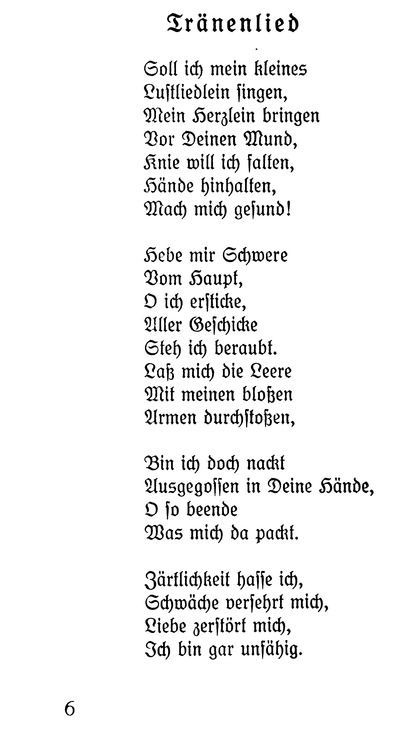 Tränenlied
Soll ich mein kleines
Lustliedlein singen,
Mein Herzlein bringen
Vor Deinen Mund,
Knie will ich falten,
Hände hinhalten,
Mach mich gesund!
Hebe mir Schwere
Vom Haupt,
O ich ersticke,
Aller Geschicke
Steh ich beraubt.
Laß mich die Leere
Mit meinen bloßen
Armen durchstoßen,
Bin ich doch nackt
Ausgegossen in Deine Hände,
O so beende
Was mich da packt.
Zärtlichkeit hasse ich,
Schwäche versehrt mich,
Liebe zerstört mich,
Ich bin gar unfähig.
6